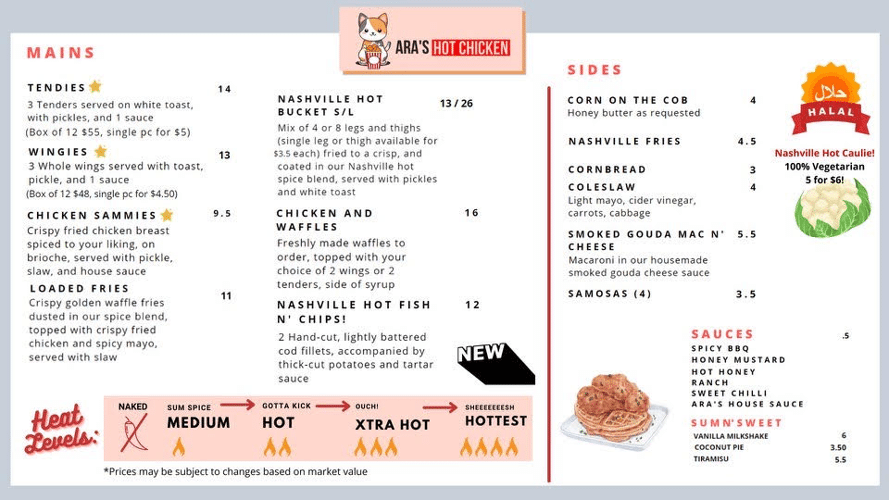 ARA'S HOT CHICKEN
MAINS
TENDIES 14
3 Tenders served on white toast,
with pickles, and 1 sauce
(Box of 12 $55, single pc for $5)
WINGIES 13
3 Whole wings served with toast,
pickle, and 1 sauce
(Box of 12 $48, single pc for $4.50)
CHICKEN SAMMIES 9.5
Crispy fried chicken breast
spiced to your liking, on
brioche, served with pickle,
slaw, and house sauce
LOADED FRIES 11
Crispy golden waffle fries
dusted in our spice blend,
topped with crispy fried
chicken and spicy mayo,
served with slaw
NASHVILLE HOT
BUCKET S/L 13 / 26
Mix of 4 or 8 legs and thighs
(single leg or thigh available for
$3.5 each) fried to a crisp, and
coated in our Nashville hot
spice blend, served with pickles
and white toast
CHICKEN AND 16
WAFFLES
Freshly made waffles to
order, topped with your
choice of 2 wings or 2
tenders, side of syrup
NASHVILLE HOT FISH 12
N' CHIPS!
2 Hand-cut, lightly battered
cod fillets, accompanied by
thick-cut potatoes and tartar
sauce
NEW
SIDES
CORN ON THE COB 4
Honey butter as requested
NASHVILLE FRIES 4.5
CORNBREAD 3
COLESLAW 4
Light mayo, cider vinegar,
carrots, cabbage
SMOKED GOUDA MAC N' 5.5
CHEESE
Macaroni in our housemade
smoked gouda cheese sauce
SAMOSAS (4) 3.5
حلال
HALAL
Nashville Hot Caulie!
100% Vegetarian
5 for $6!
SAUCES .5
SPICY BBQ
HONEY MUSTARD
HOT HONEY
RANCH
SWEET CHILLI
ARA'S HOUSE SAUCE
SUMN'SWEET
VANILLA MILKSHAKE 6
COCONUT PIE 3.50
TIRAMISU 5.5
Heat
Levels:
NAKED
SUM SPICE
MEDIUM
GOTTA KICK
HOT
OUCH!
XTRA HOT
SHEEEEEEESH
HOTTEST
*Prices may be subject to changes based on market value